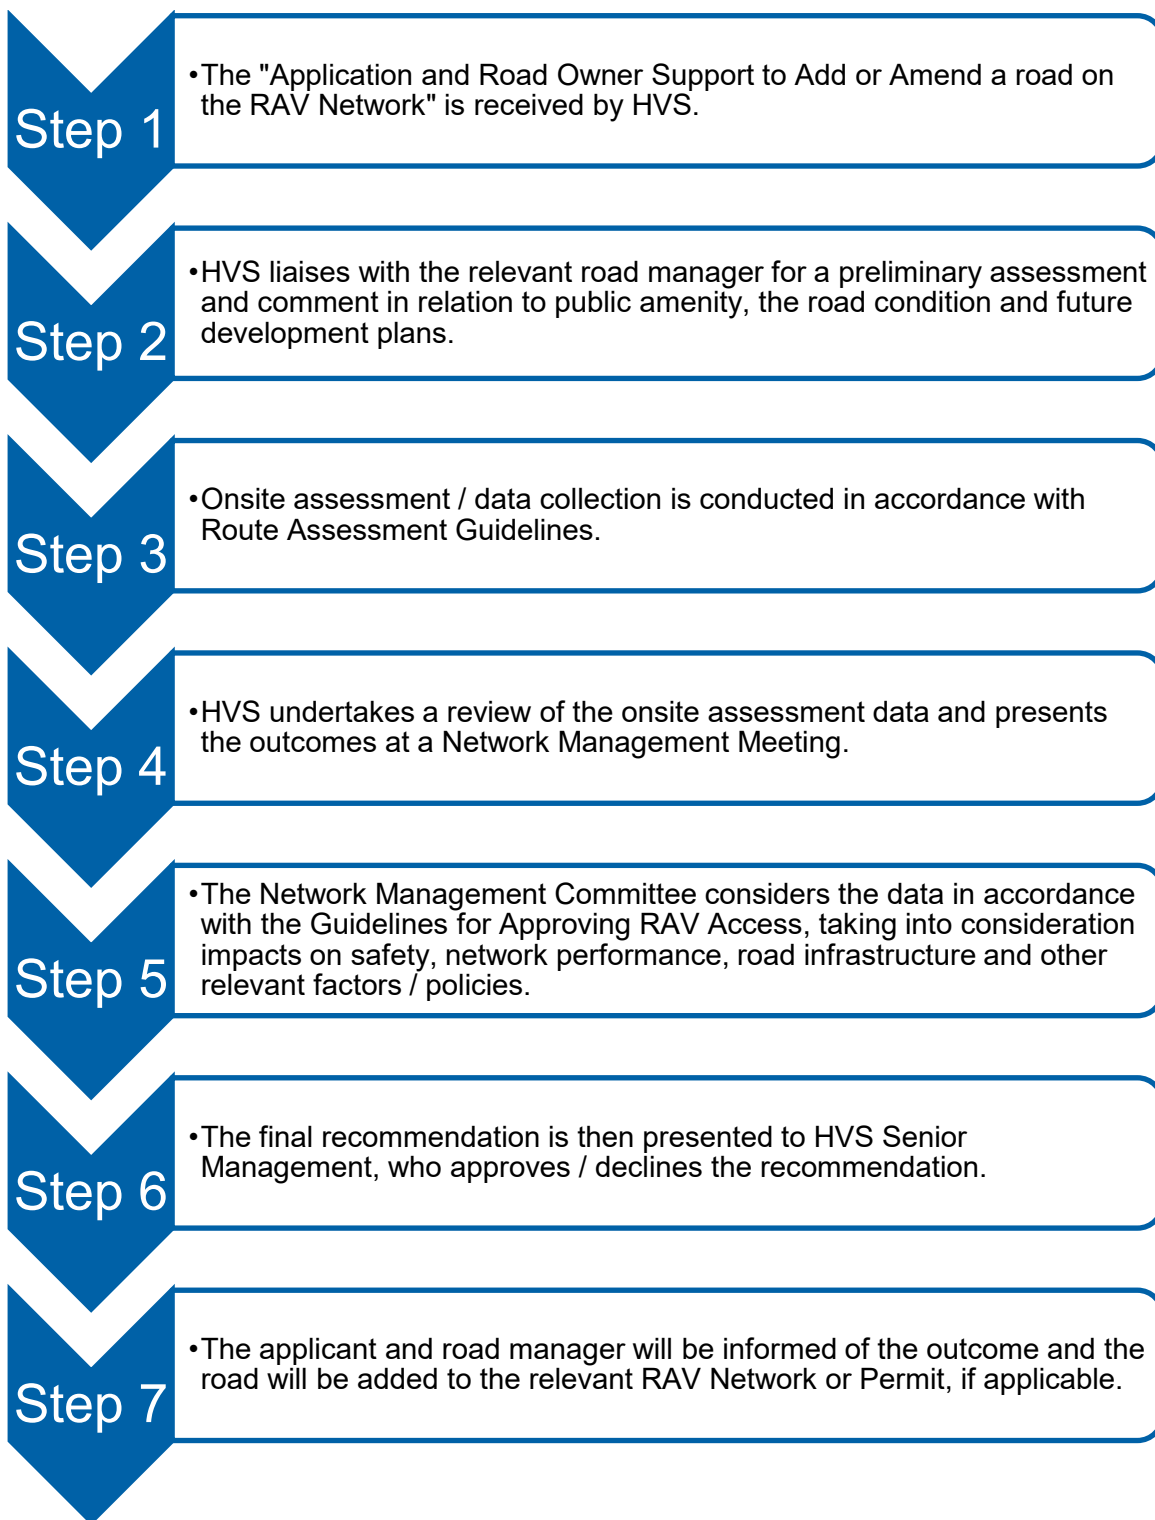 Step 1
•The "Application and Road Owner Support to Add or Amend a road on
the RAV Network" is received by HVS.
Step 2
•HVS liaises with the relevant road manager for a preliminary assessment
and comment in relation to public amenity, the road condition and future
development plans.
Step 3
•Onsite assessment / data collection is conducted in accordance with
Route Assessment Guidelines.
Step 4
•HVS undertakes a review of the onsite assessment data and presents
the outcomes at a Network Management Meeting.
Step 5
•The Network Management Committee considers the data in accordance
with the Guidelines for Approving RAV Access, taking into consideration
impacts on safety, network performance, road infrastructure and other
relevant factors / policies.
Step 6
•The final recommendation is then presented to HVS Senior
Management, who approves / declines the recommendation.
Step 7
•The applicant and road manager will be informed of the outcome and the
road will be added to the relevant RAV Network or Permit, if applicable.